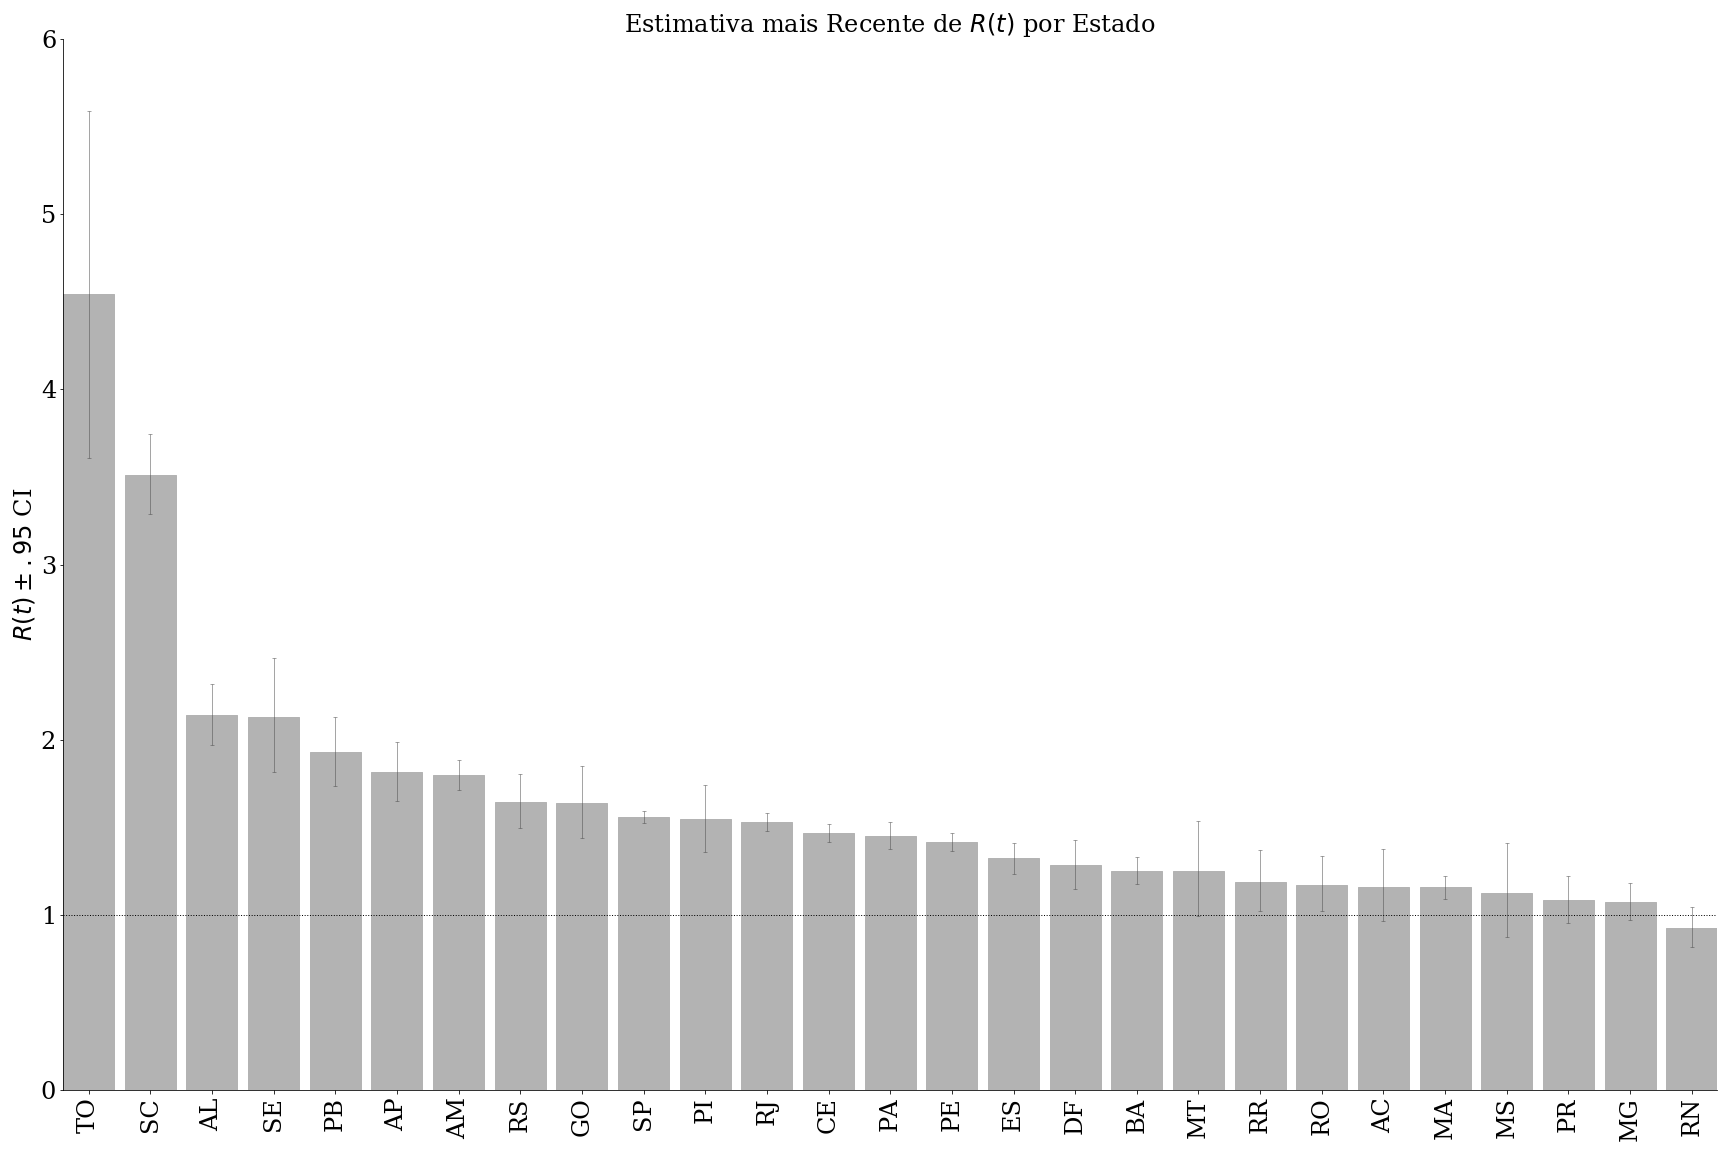 Estimativa mais Recente de R(t) por Estado
R(t) ± .95 CI
6
5
4
3
2
1
0
TO SC AL SE PB AP AM RS GO SP PI RJ CE PA PE ES DF BA MT RR RO AC MA MS PR MG RN